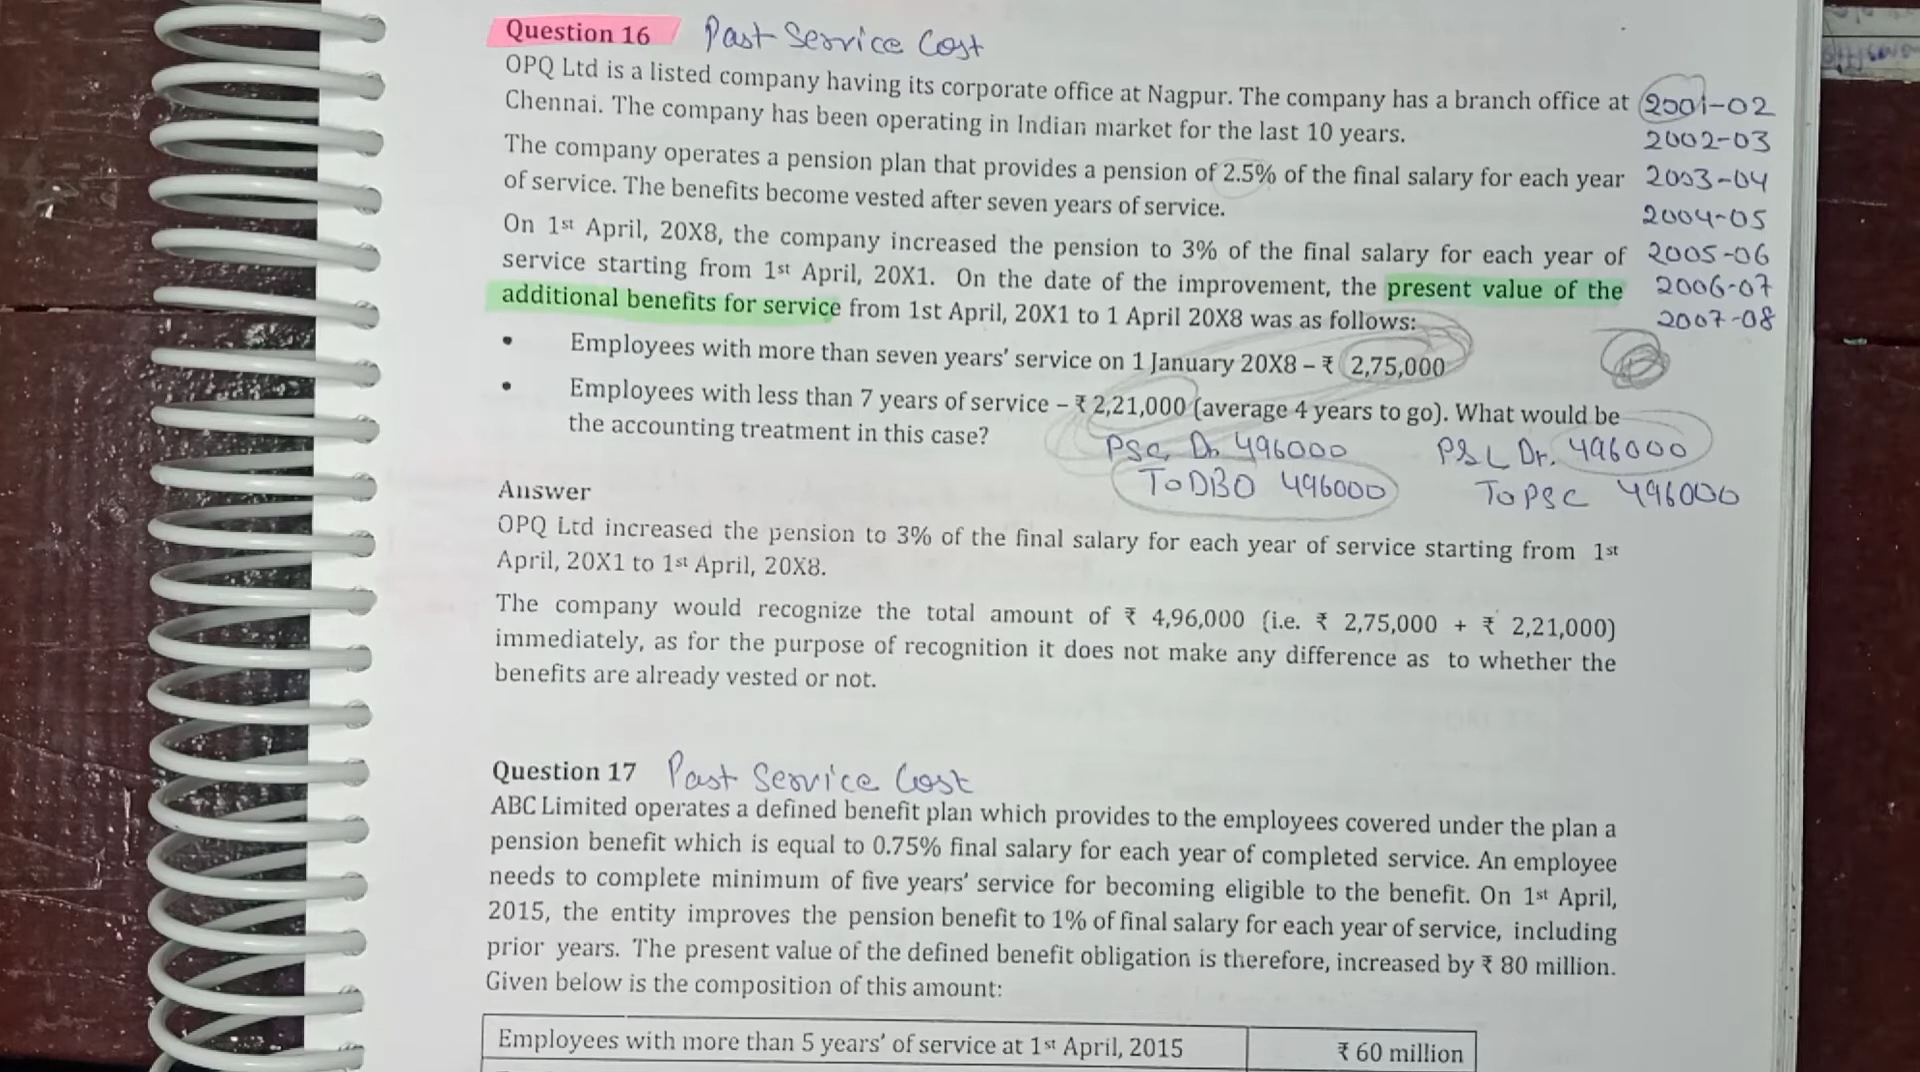 Question 16 Past Service Cost
OPQ Ltd is a listed company having its corporate office at Nagpur. The company has a branch office at
Chennai. The company has been operating in Indian market for the last 10 years.
The company operates a pension plan that provides a pension of 2.5% of the final salary for each year
of service. The benefits become vested after seven years of service.
On 1st April, 20X8, the company increased the pension to 3% of the final salary for each year of
service starting from 1st April, 20X1. On the date of the improvement, the present value of the
additional benefits for service from 1st April, 20X1 to 1 April 20X8 was as follows:
• Employees with more than seven years' service on 1 January 20X8 – ₹ 2,75,000
• Employees with less than 7 years of service – ₹ 2,21,000 (average 4 years to go). What would be
the accounting treatment in this case?
2001-02
2002-03
2003-04
2004-05
2005-06
2006-07
2007-08
PSC Dr 496000
To DBO 496000
P&L Dr. 496000
To PSC 496000
Answer
OPQ Ltd increased the pension to 3% of the final salary for each year of service starting from 1st
April, 20X1 to 1st April, 20X8.
The company would recognize the total amount of ₹ 4,96,000 (i.e. ₹ 2,75,000 + ₹ 2,21,000)
immediately, as for the purpose of recognition it does not make any difference as to whether the
benefits are already vested or not.
Question 17 Past Service Cost
ABC Limited operates a defined benefit plan which provides to the employees covered under the plan a
pension benefit which is equal to 0.75% final salary for each year of completed service. An employee
needs to complete minimum of five years' service for becoming eligible to the benefit. On 1st April,
2015, the entity improves the pension benefit to 1% of final salary for each year of service, including
prior years. The present value of the defined benefit obligation is therefore, increased by ₹ 80 million.
Given below is the composition of this amount:
Employees with more than 5 years' of service at 1st April, 2015 ₹ 60 million